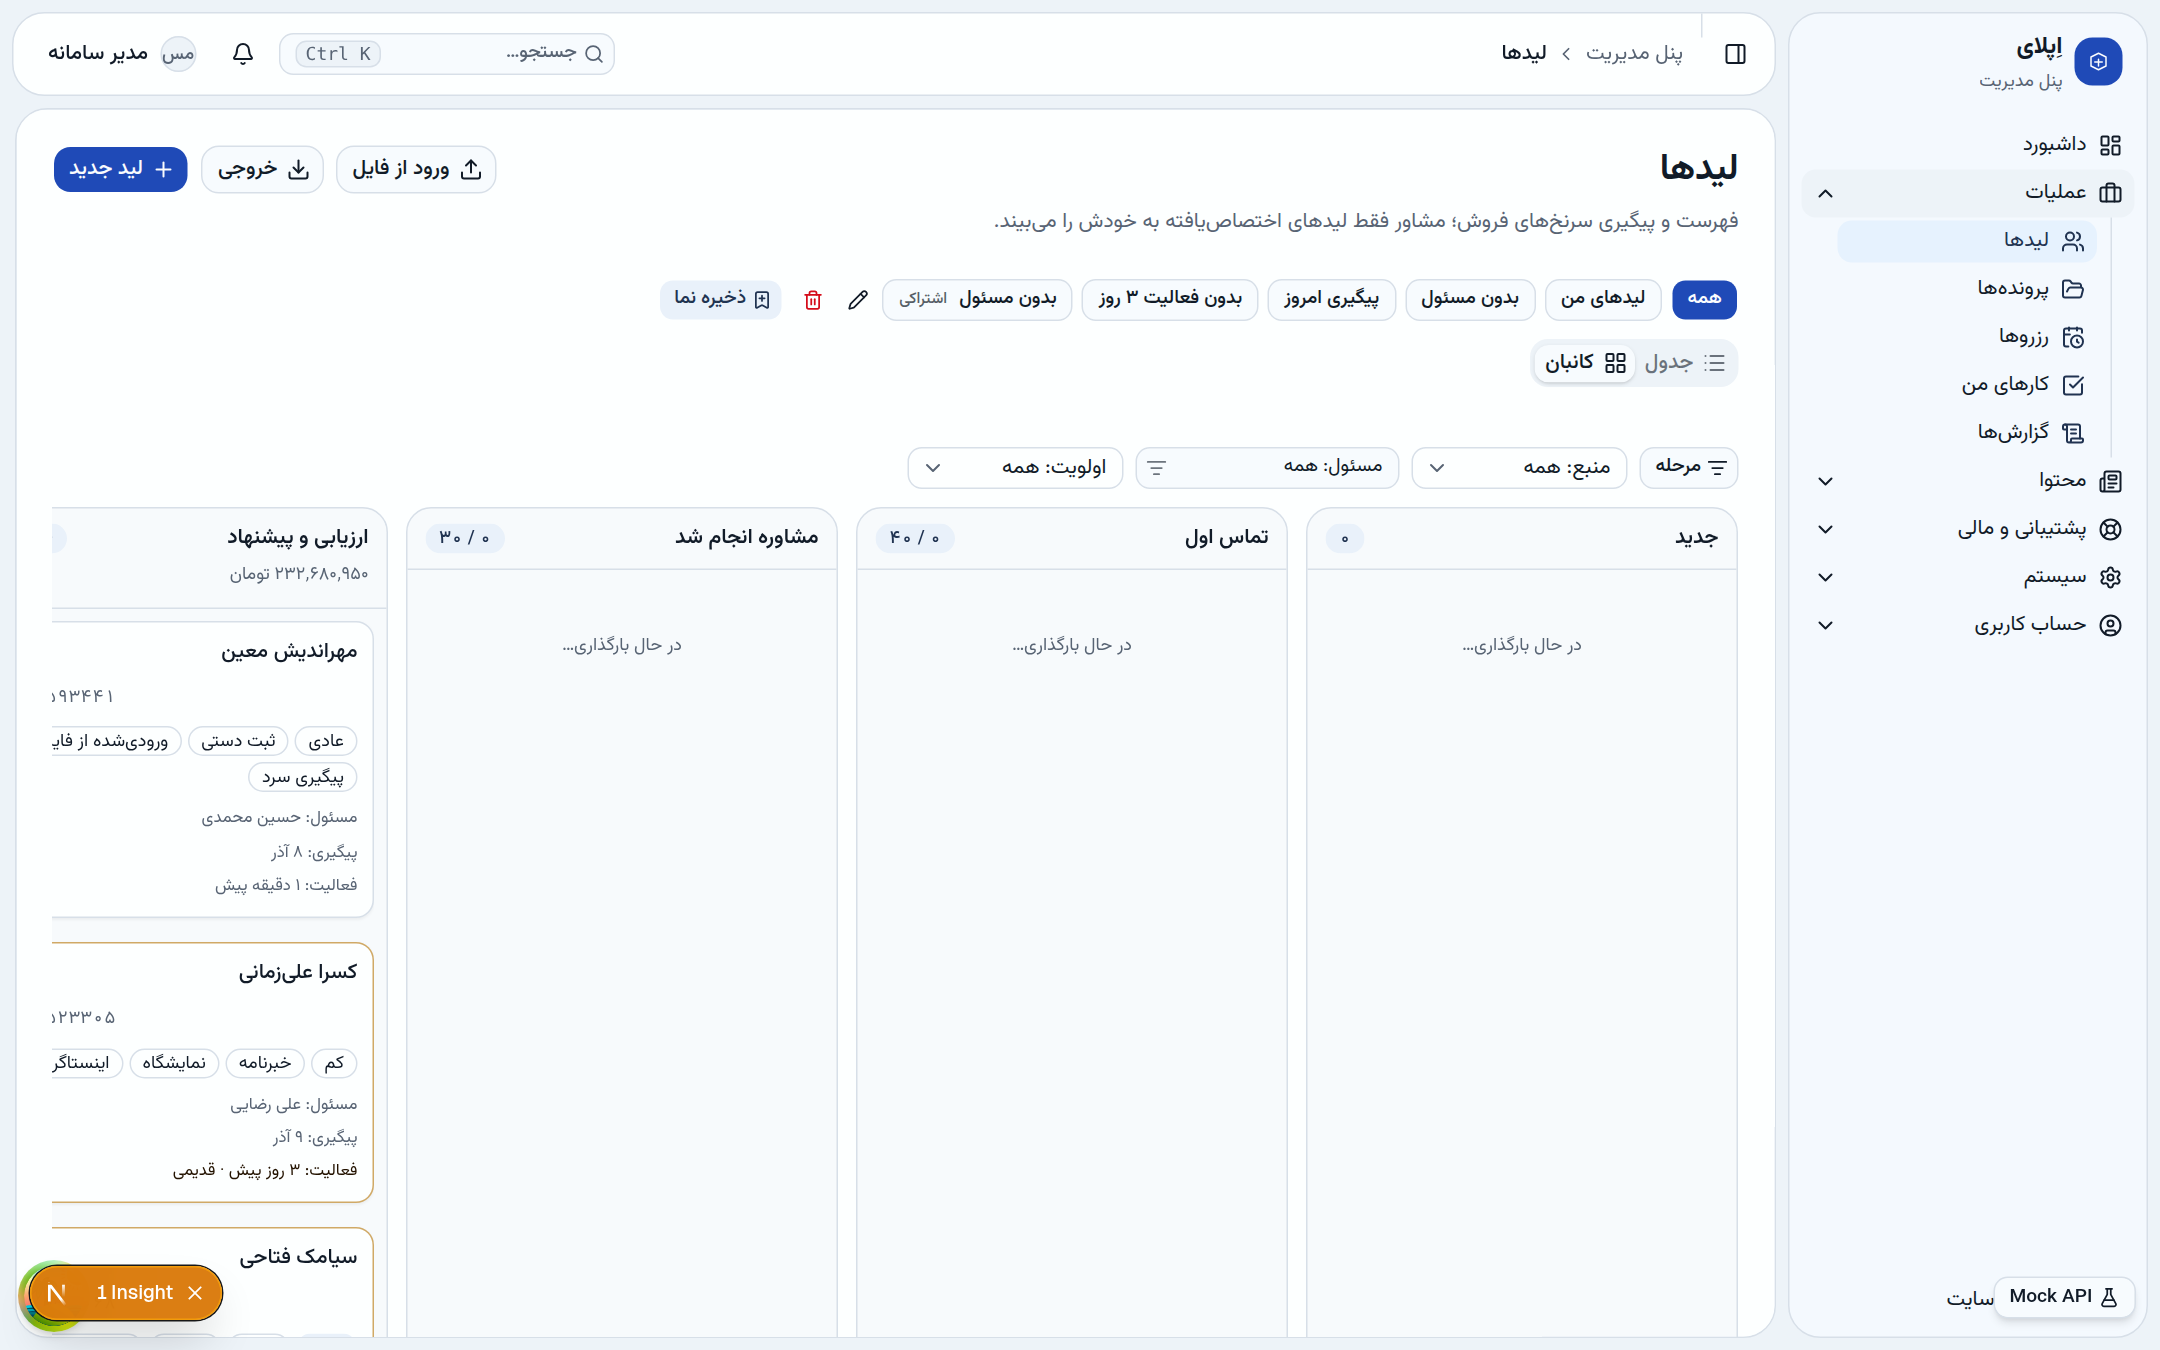 اِپلای
پنل مدیریت
داشبورد
عملیات
لیدها
پرونده‌ها
رزروها
کارهای من
گزارش‌ها
محتوا
پشتیبانی و مالی
سیستم
حساب کاربری
Mock API
سایت
پنل مدیریت
لیدها
جستجو...
Ctrl K
مس
مدیر سامانه
لیدها
فهرست و پیگیری سرنخ‌های فروش؛ مشاور فقط لیدهای اختصاص‌یافته به خودش را می‌بیند.
ورود از فایل
خروجی
لید جدید
همه
لیدهای من
بدون مسئول
پیگیری امروز
بدون فعالیت ۳ روز
بدون مسئول اشتراکی
ذخیره نما
جدول
کانبان
مرحله
منبع: همه
مسئول: همه
اولویت: همه
جدید
۰
در حال بارگذاری...
تماس اول
۰ / ۴۰
در حال بارگذاری...
مشاوره انجام شد
۰ / ۳۰
در حال بارگذاری...
ارزیابی و پیشنهاد
۲۳۲,۶۸۰,۹۵۰ تومان
مهراندیش معین
۹۳۴۴۱
عادی
ثبت دستی
ورودی‌شده از
پیگیری سرد
مسئول: حسین محمدی
پیگیری: ۸ آذر
فعالیت: ۱ دقیقه پیش
کسرا علی‌زمانی
۲۳۳۰۵
کم
خبرنامه
نمایشگاه
مسئول: علی رضایی
پیگیری: ۹ آذر
فعالیت: ۳ روز پیش · قدیمی
سیامک فتاحی
N
1 Insight